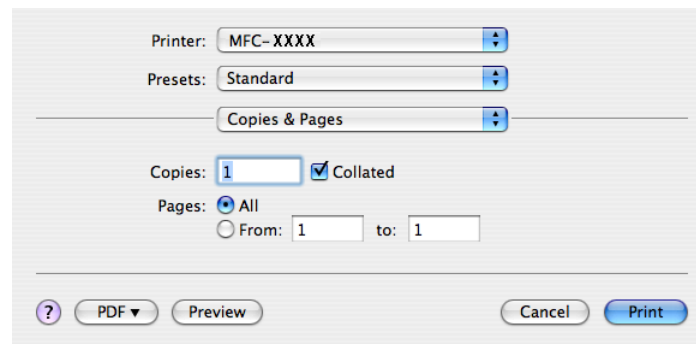 Printer: MFC-XXXX
Presets: Standard
Copies & Pages
Copies: 1 Collated
Pages: All
From: 1 to: 1
? PDF ▼ Preview Cancel Print